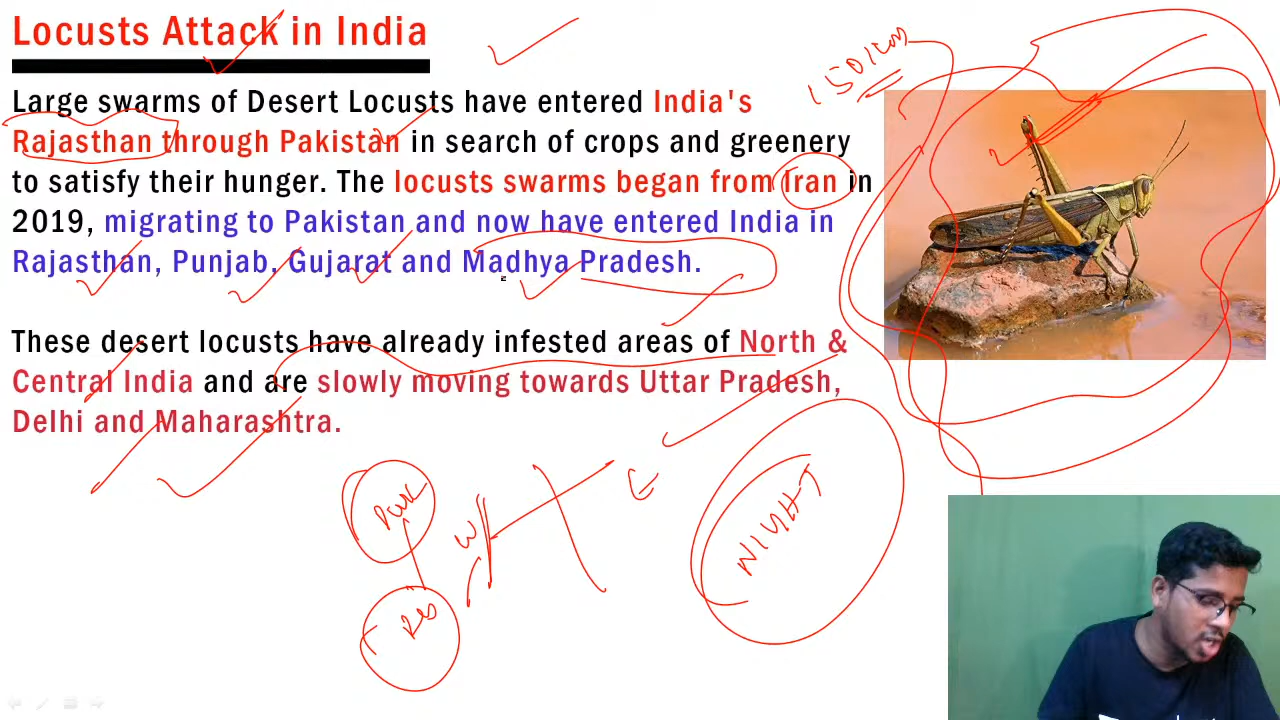 Locusts Attack in India
Large swarms of Desert Locusts have entered India's
Rajasthan through Pakistan in search of crops and greenery
to satisfy their hunger. The locusts swarms began from Iran in
2019, migrating to Pakistan and now have entered India in
Rajasthan, Punjab, Gujarat and Madhya Pradesh.
These desert locusts have already infested areas of North &
Central India and are slowly moving towards Uttar Pradesh,
Delhi and Maharashtra.
150km
W
E
NIGHT